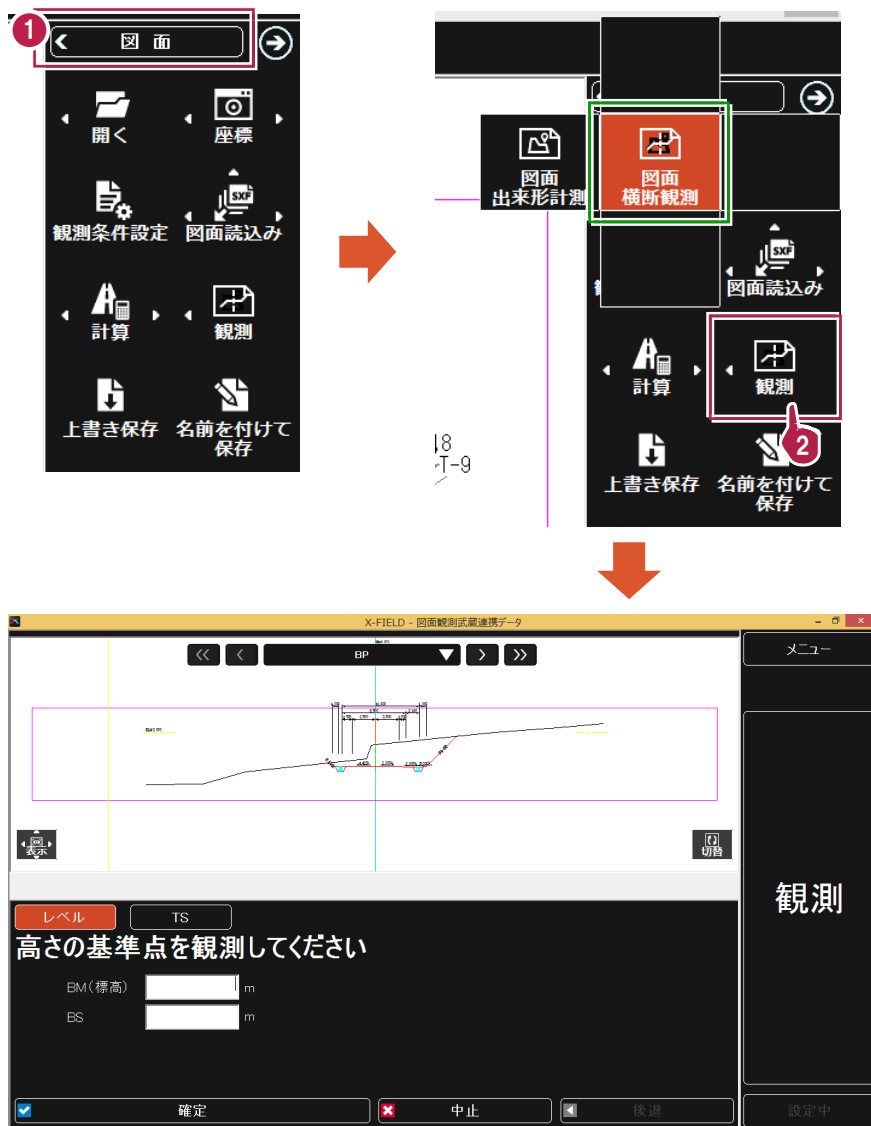 1
図 面
開く
座標
観測条件設定
SXF
図面読込み
計算
観測
上書き保存
名前を付けて
保存
図面
出来形計測
図面
横断観測
SXF
図面読込み
計算
観測
2
上書き保存
名前を付けて
保存
T-9
X-FIELD - 図面観測武蔵連携データ
BP
メニュー
表示
切替
観測
レベル
TS
高さの基準点を観測してください
BM(標高)
m
BS
m
確定
中止
後退
設定中